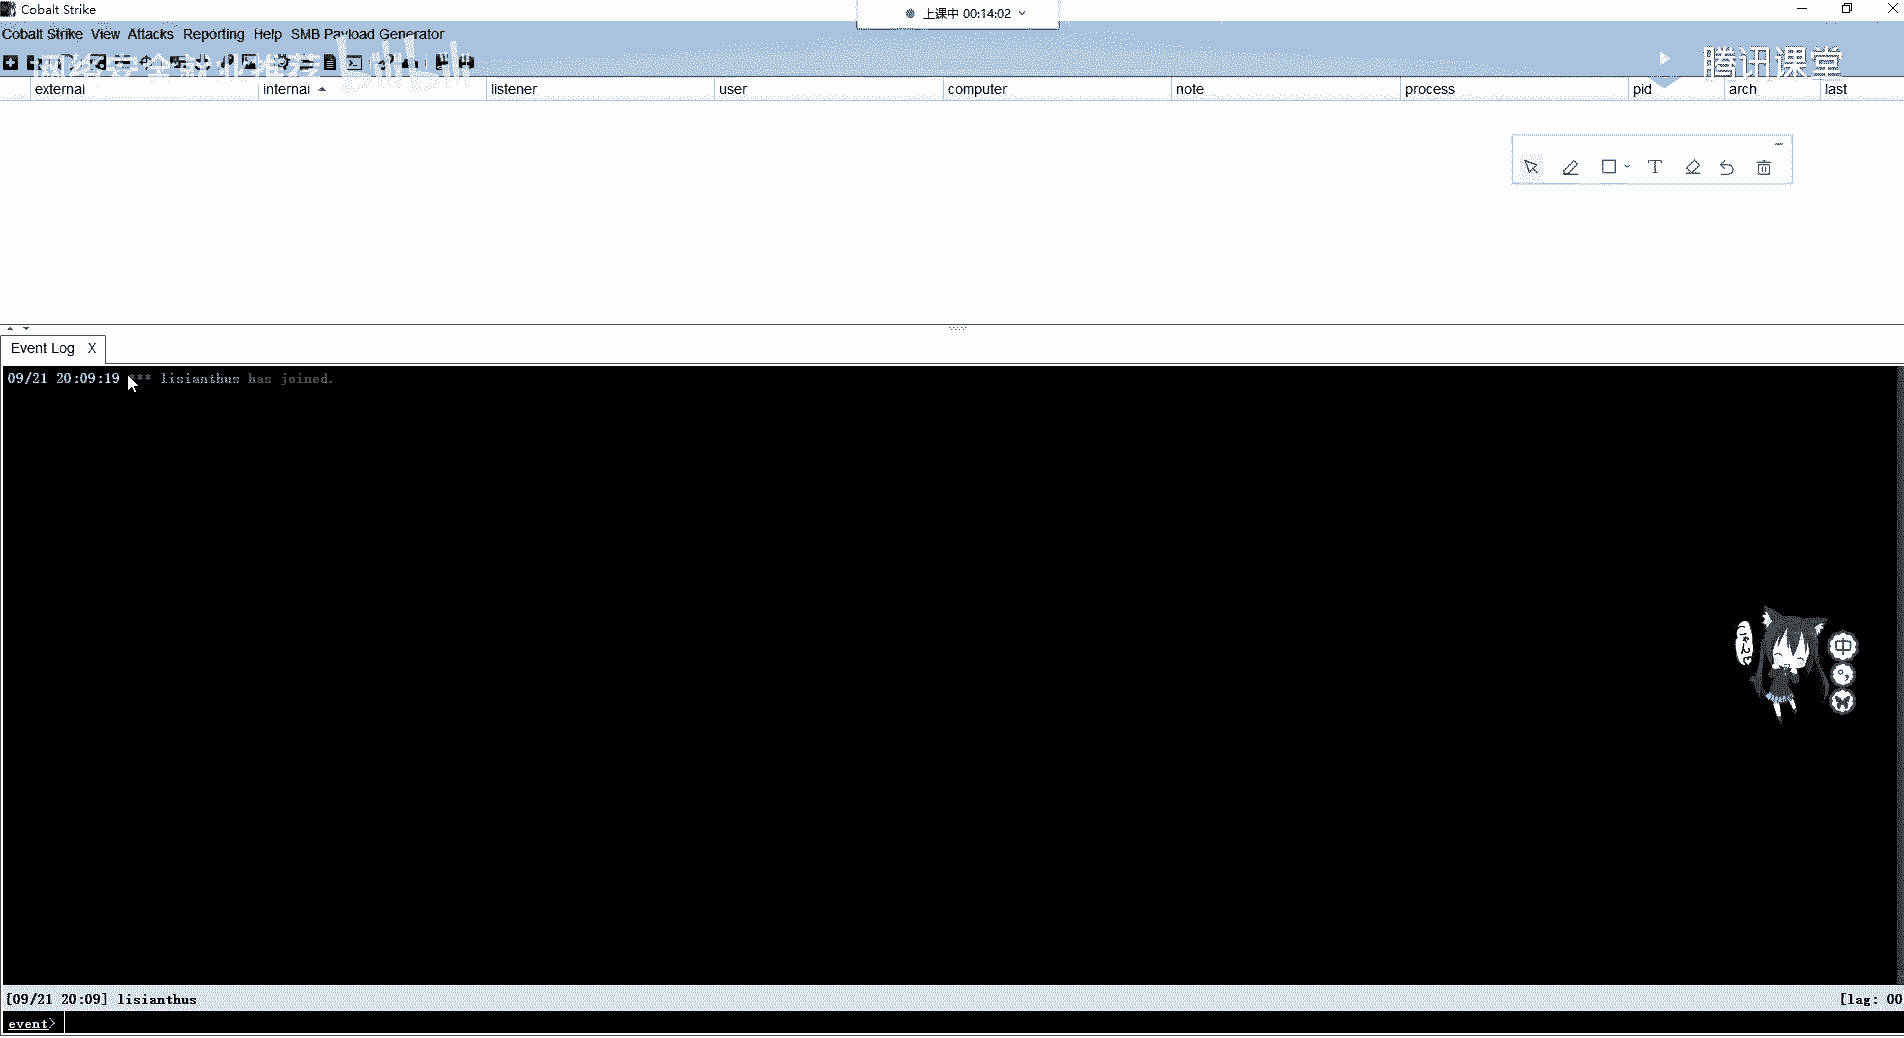 Cobalt Strike
上课中 00:14:02
Cobalt Strike View Attacks Reporting Help SMB Payload Generator
网络安全就业推荐 bilibili
腾讯课堂
external internal listener user computer note process pid arch last
Event Log X
09/21 20:09:19 *** lisianthus has joined.
中
[09/21 20:09] lisianthus [lag: 00
event>